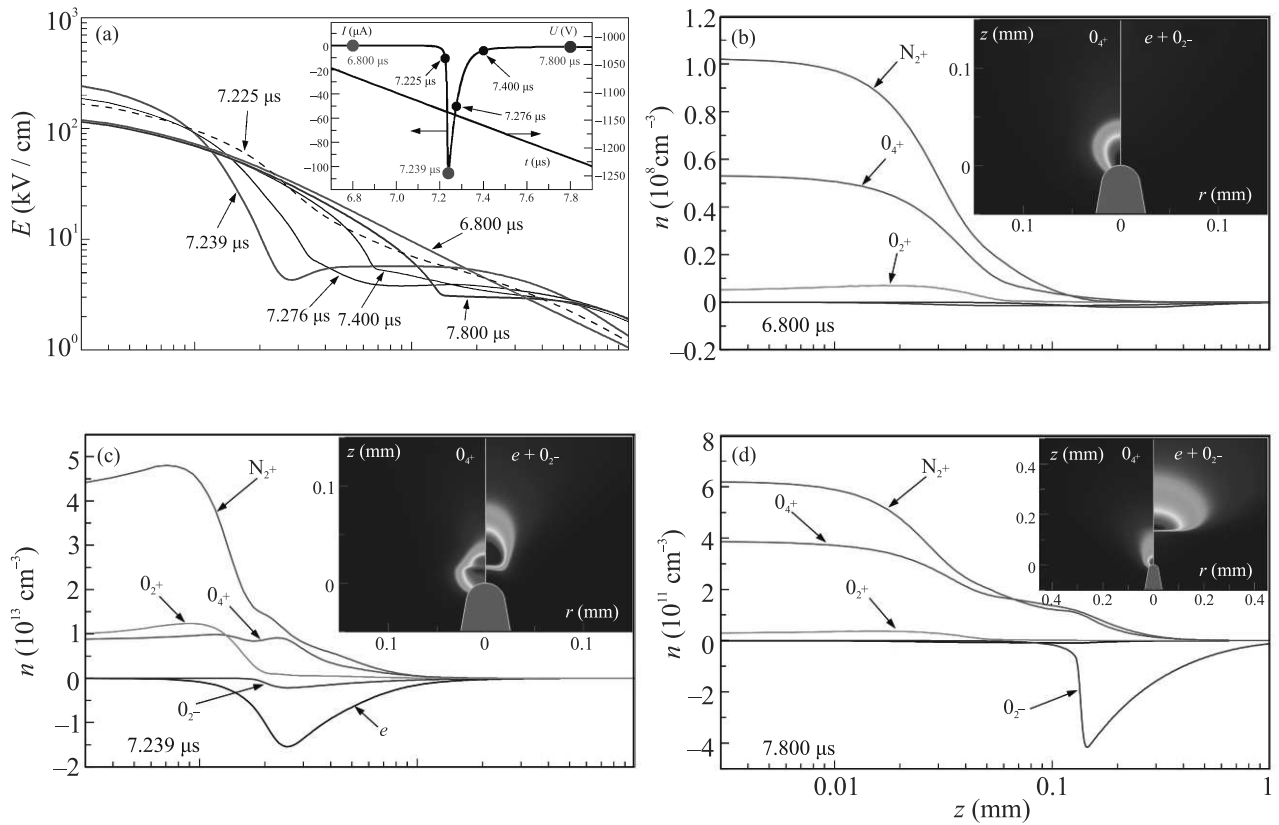 (a)
E (kV / cm)
10³
10²
10¹
10⁰
7.225 μs
7.239 μs
7.276 μs
7.400 μs
7.800 μs
6.800 μs
I (μA)
U (V)
0
−20
−40
−60
−80
−100
−1000
−1050
−1100
−1150
−1200
−1250
6.800 μs
7.225 μs
7.239 μs
7.276 μs
7.400 μs
7.800 μs
t (μs)
6.8 7.0 7.2 7.4 7.6 7.8
(b)
n (10⁸cm⁻³)
1.2
1.0
0.8
0.6
0.4
0.2
0
−0.2
N₂+
0₄+
0₂+
6.800 μs
z (mm) 0₄+ e + 0₂−
0.1
0
r (mm)
0.1 0 0.1
(c)
n (10¹³ cm⁻³)
5
4
3
2
1
0
−1
−2
N₂+
0₂+
0₄+
0₂−
e
7.239 μs
z (mm) 0₄+ e + 0₂−
0.1
0
r (mm)
0.1 0 0.1
(d)
n (10¹¹ cm⁻³)
8
6
4
2
0
−2
−4
N₂+
0₄+
0₂+
0₂−
7.800 μs
z (mm) 0₄+ e + 0₂−
0.4
0.2
0
r (mm)
0.4 0.2 0 0.2 0.4
0.01 0.1 1
z (mm)